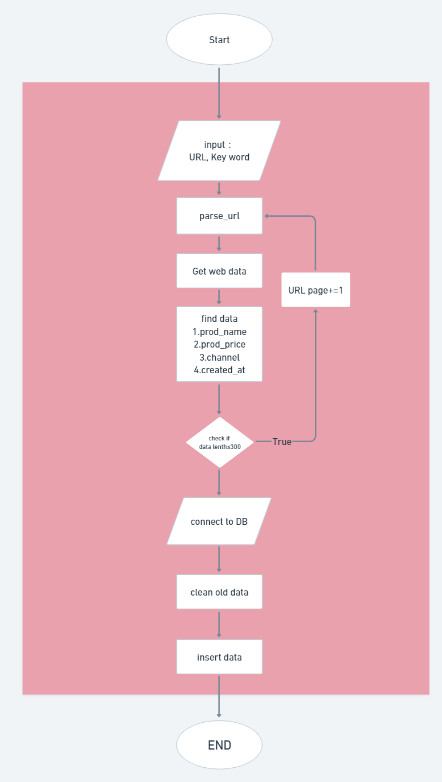 Start
input :
URL, Key word
parse_url
Get web data
URL page+=1
find data
1.prod_name
2.prod_price
3.channel
4.created_at
check if
data lenth≤300
True
connect to DB
clean old data
insert data
END